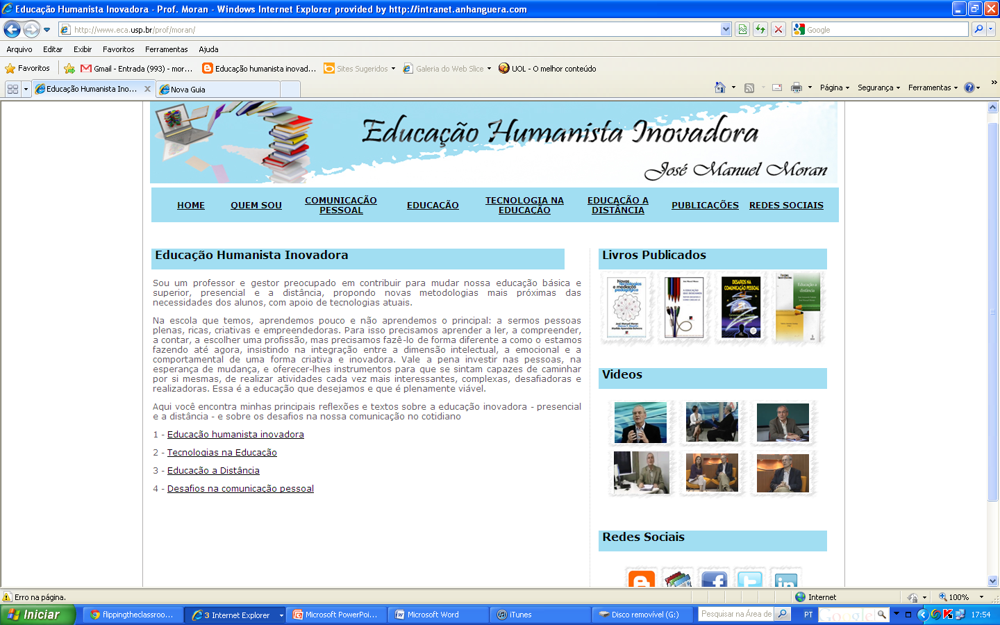 Educação Humanista Inovadora - Prof. Moran - Windows Internet Explorer provided by http://intranet.anhanguera.com
http://www.eca.usp.br/prof/moran/
Google
Arquivo Editar Exibir Favoritos Ferramentas Ajuda
Favoritos Gmail - Entrada (993) - mor... Educação humanista inovad... Sites Sugeridos Galeria do Web Slice UOL - O melhor conteúdo
Educação Humanista Ino... Nova Guia Página Segurança Ferramentas
Educação Humanista Inovadora
José Manuel Moran
HOME QUEM SOU COMUNICAÇÃO PESSOAL EDUCAÇÃO TECNOLOGIA NA EDUCAÇÃO EDUCAÇÃO A DISTÂNCIA PUBLICAÇÕES REDES SOCIAIS
Educação Humanista Inovadora
Sou um professor e gestor preocupado em contribuir para mudar nossa educação básica e
superior, presencial e a distância, propondo novas metodologias mais próximas das
necessidades dos alunos, com apoio de tecnologias atuais.
Na escola que temos, aprendemos pouco e não aprendemos o principal: a sermos pessoas
plenas, ricas, criativas e empreendedoras. Para isso precisamos aprender a ler, a compreender,
a contar, a escolher uma profissão, mas precisamos fazê-lo de forma diferente a como o estamos
fazendo até agora, insistindo na integração entre a dimensão intelectual, a emocional e a
comportamental de uma forma criativa e inovadora. Vale a pena investir nas pessoas, na
esperança de mudança, e oferecer-lhes instrumentos para que se sintam capazes de caminhar
por si mesmas, de realizar atividades cada vez mais interessantes, complexas, desafiadoras e
realizadoras. Essa é a educação que desejamos e que é plenamente viável.
Aqui você encontra minhas principais reflexões e textos sobre a educação inovadora - presencial
e a distância - e sobre os desafios na nossa comunicação no cotidiano
1 - Educação humanista inovadora
2 - Tecnologias na Educação
3 - Educação a Distância
4 - Desafios na comunicação pessoal
Livros Publicados
Novas
tecnologias
e mediação
pedagógica
DESAFIOS NA
COMUNICAÇÃO PESSOAL
Educação a
distância
Videos
Redes Sociais
Erro na página. Internet 100%
Iniciar flippingtheclassroo... 3 Internet Explorer Microsoft PowerPoi... Microsoft Word iTunes Disco removível (G:) Pesquisar na Área de PT Google 17:54